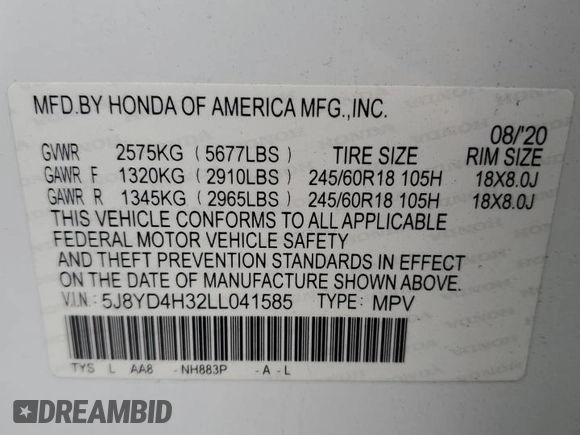 MFD.BY HONDA OF AMERICA MFG.,INC.
08/'20
GVWR 2575KG (5677LBS) TIRE SIZE RIM SIZE
GAWR F 1320KG (2910LBS) 245/60R18 105H 18X8.0J
GAWR R 1345KG (2965LBS) 245/60R18 105H 18X8.0J
THIS VEHICLE CONFORMS TO ALL APPLICABLE
FEDERAL MOTOR VEHICLE SAFETY
AND THEFT PREVENTION STANDARDS IN EFFECT
ON THE DATE OF MANUFACTURE SHOWN ABOVE.
V.I.N: 5J8YD4H32LL041585 TYPE: MPV
TYS L AA8 -NH883P -A-L
DREAMBID